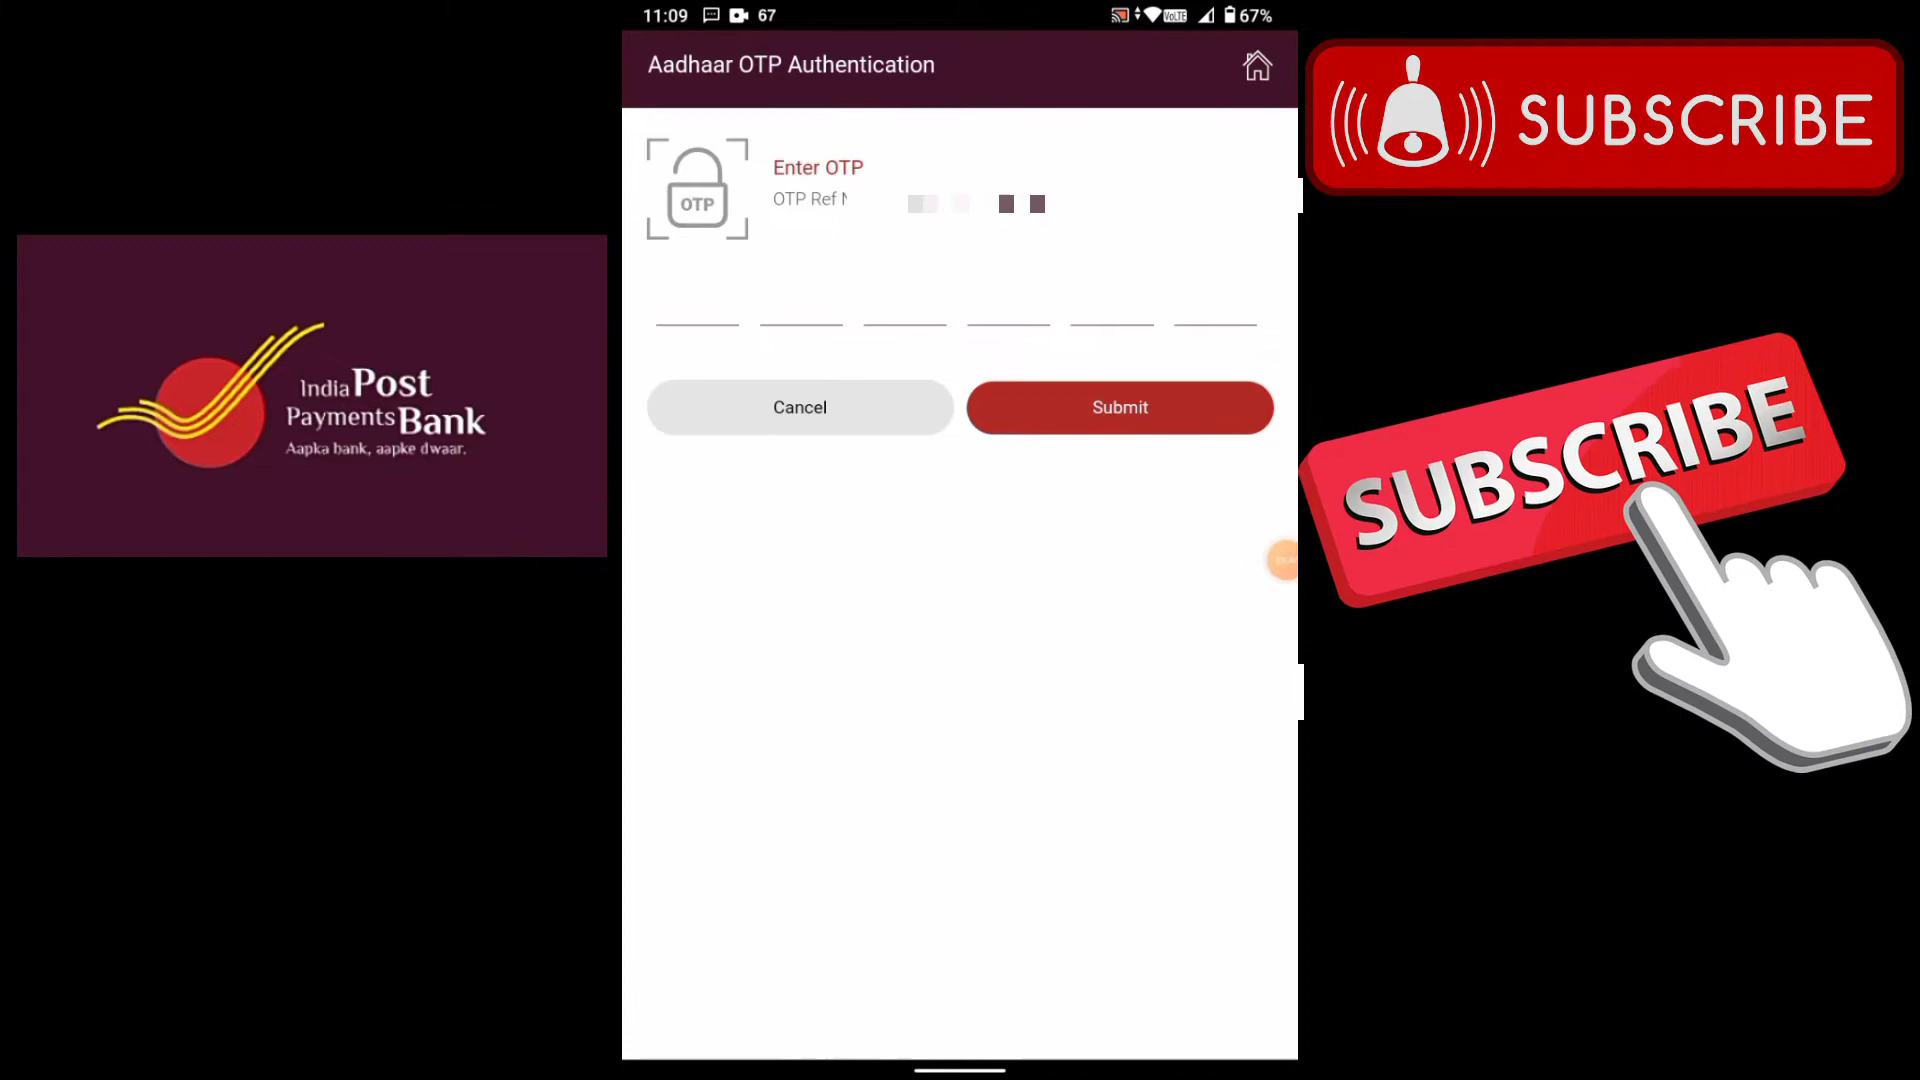 11:09 67
VoLTE 67%
Aadhaar OTP Authentication
Enter OTP
OTP Ref
OTP
Cancel
Submit
India Post
Payments Bank
Aapka bank, aapke dwaar.
SUBSCRIBE
SUBSCRIBE